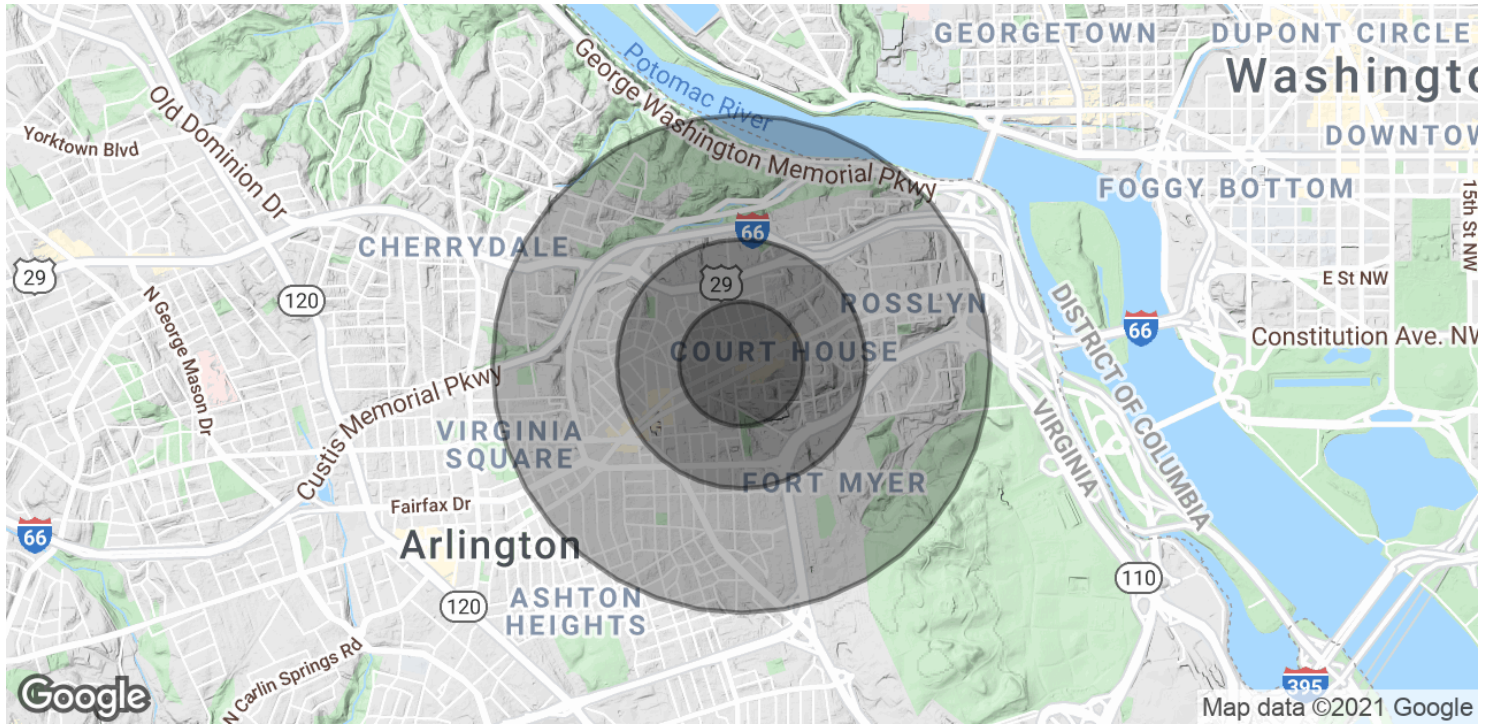 GEORGETOWN
DUPONT CIRCLE
Washingto
Potomac River
George Washington Memorial Pkwy
Old Dominion Dr
Yorktown Blvd
DOWNTOW
FOGGY BOTTOM
15th St NW
66
CHERRYDALE
29
29
120
E St NW
ROSSLYN
N George Mason Dr
DISTRICT OF COLUMBIA
66
Constitution Ave. NW
COURT HOUSE
Custis Memorial Pkwy
VIRGINIA
VIRGINIA
SQUARE
FORT MYER
Fairfax Dr
66
Arlington
110
120
ASHTON
HEIGHTS
N Carlin Springs Rd
395
Google
Map data ©2021 Google